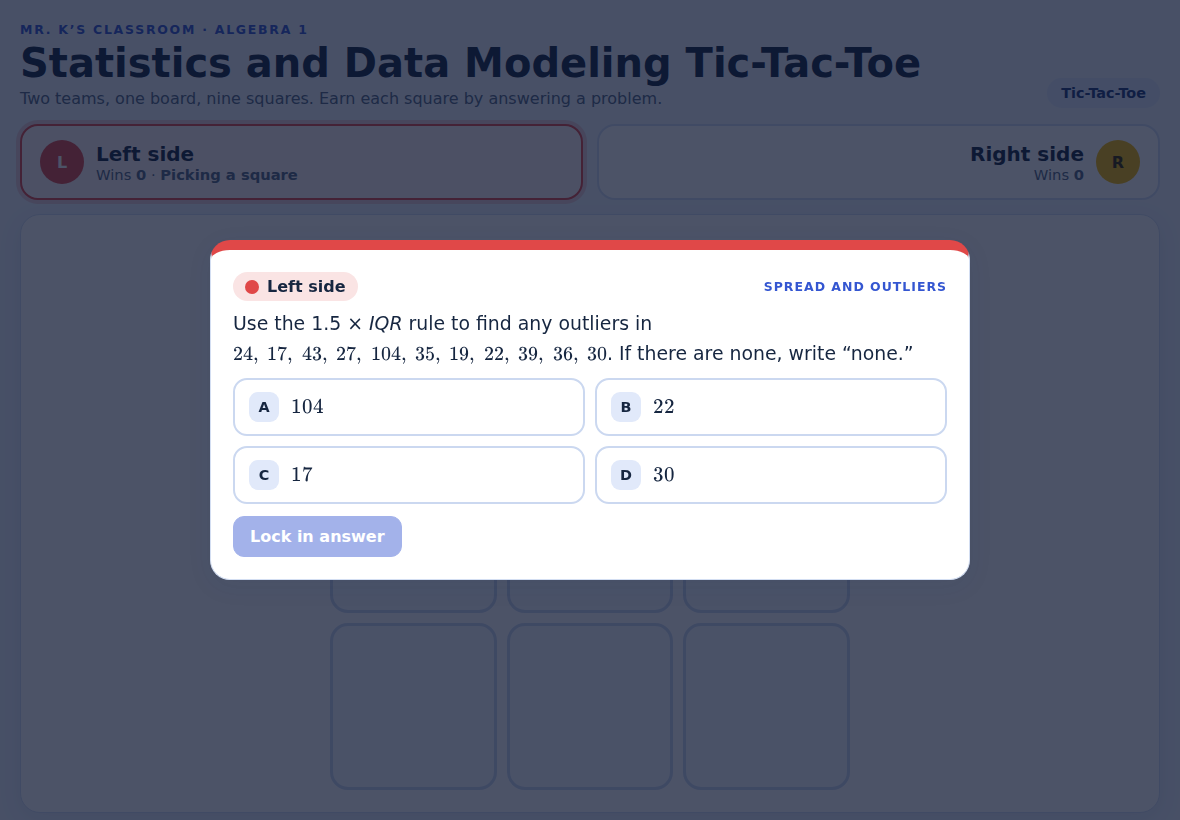 MR. K’S CLASSROOM · ALGEBRA 1
Statistics and Data Modeling Tic-Tac-Toe
Two teams, one board, nine squares. Earn each square by answering a problem.
Tic-Tac-Toe
L
Left side
Wins 0 · Picking a square
Right side
Wins 0
R
Left side
SPREAD AND OUTLIERS
Use the 1.5 × IQR rule to find any outliers in
24, 17, 43, 27, 104, 35, 19, 22, 39, 36, 30. If there are none, write “none.”
A 104
B 22
C 17
D 30
Lock in answer